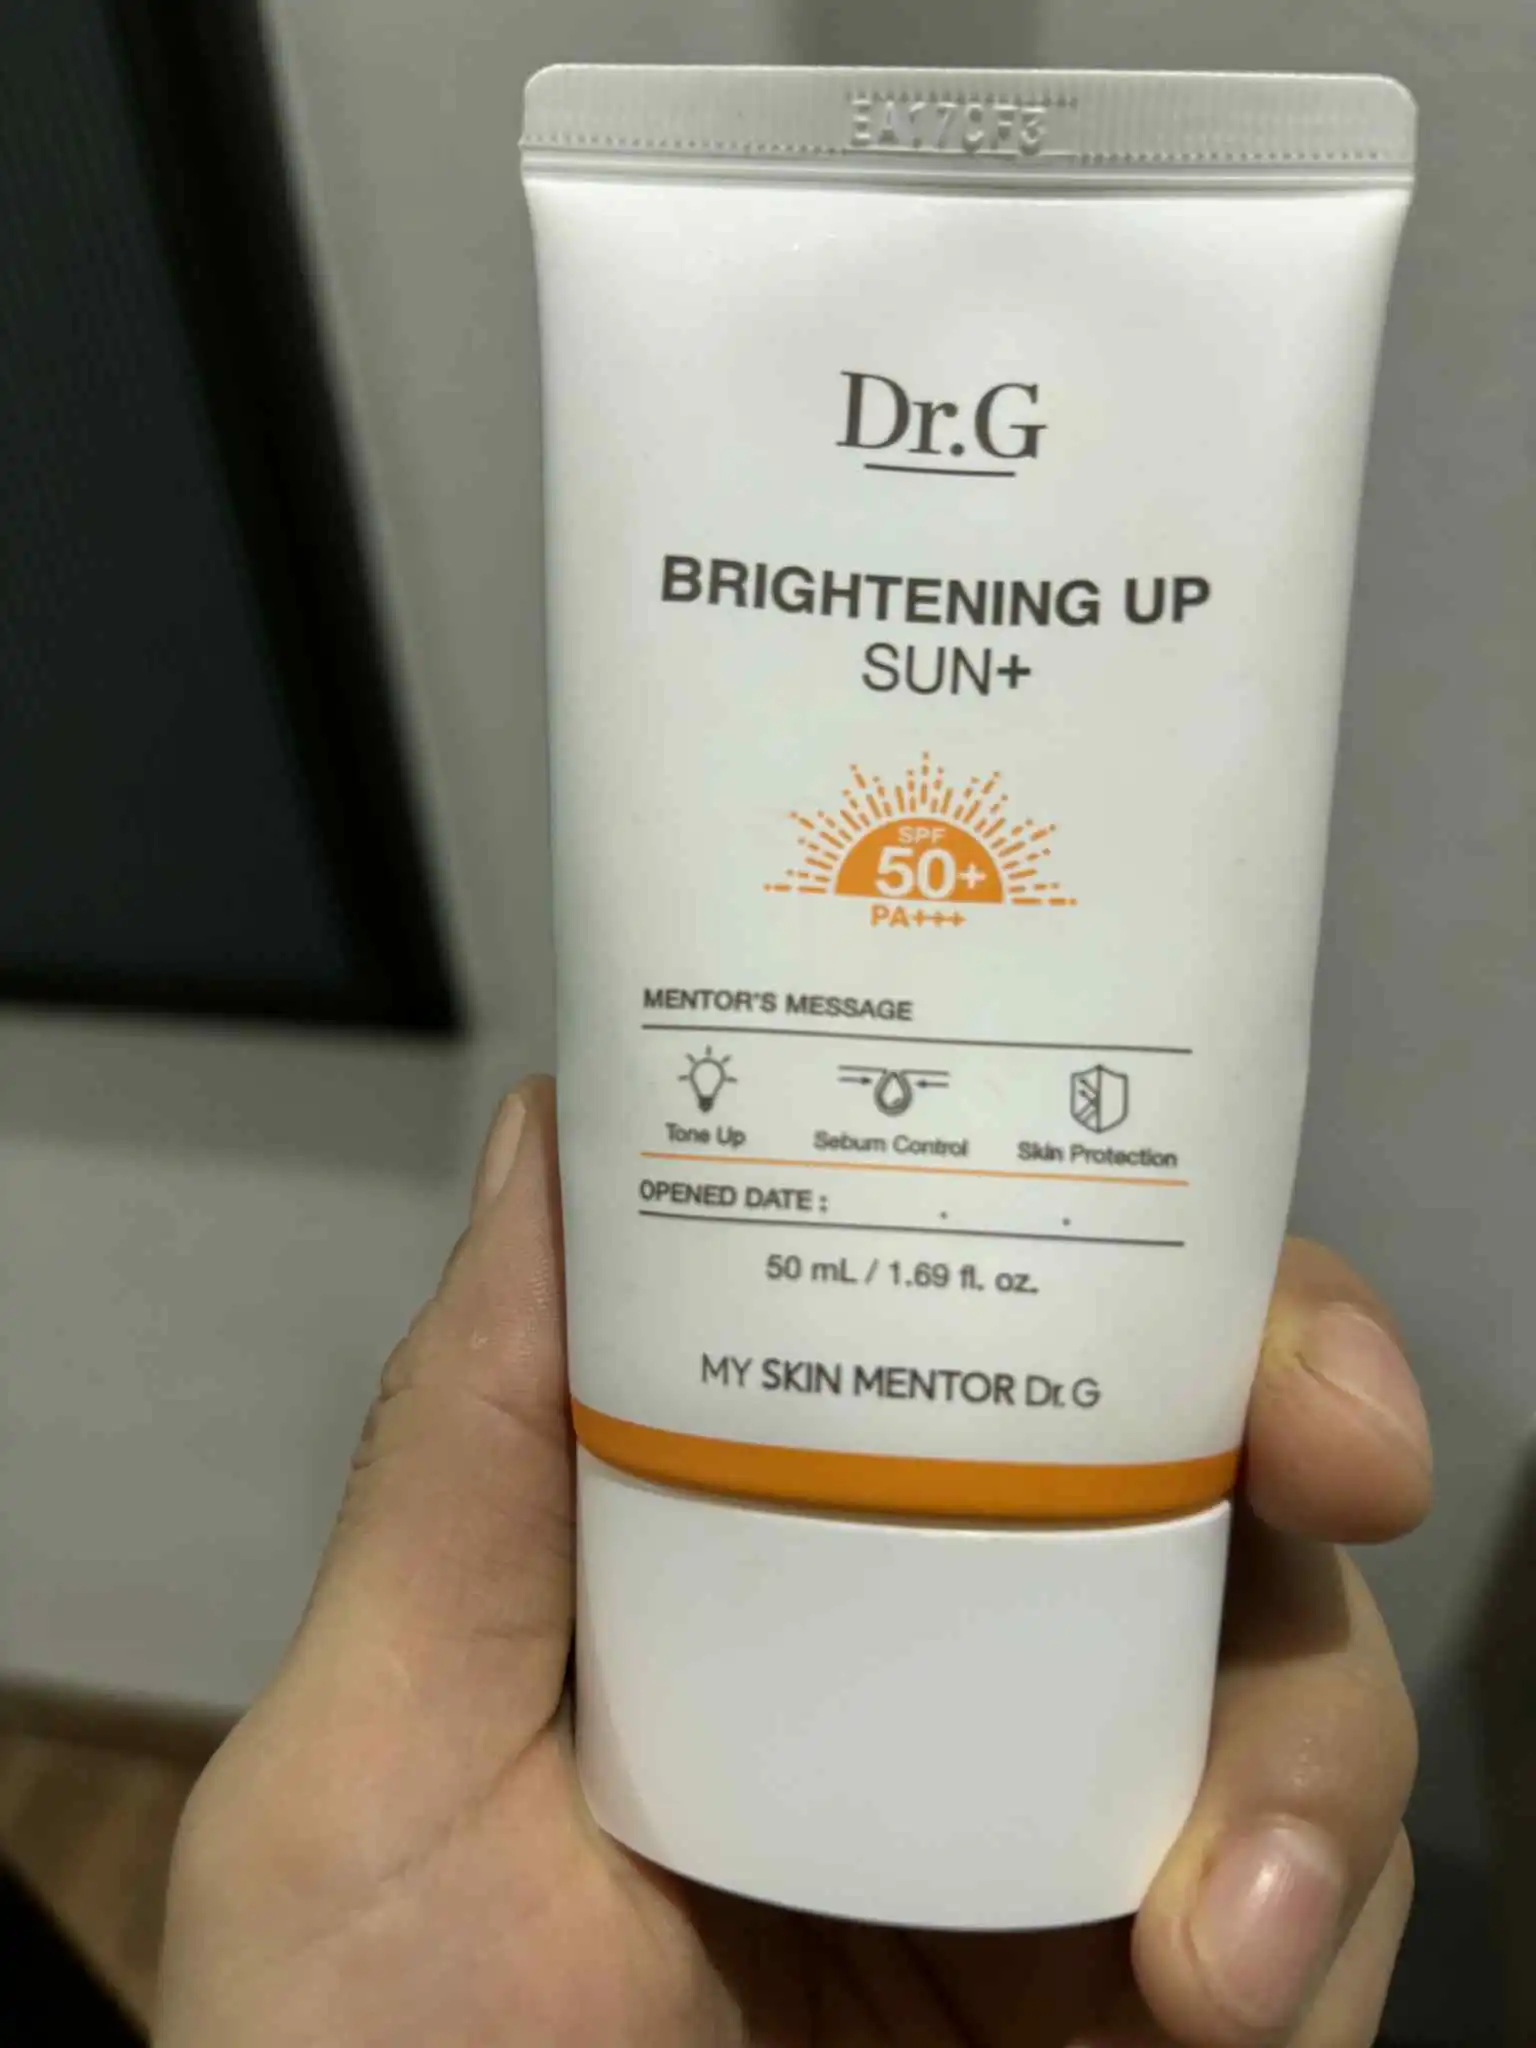 EA17CF3
Dr.G
BRIGHTENING UP
SUN+
SPF
50+
PA+++
MENTOR'S MESSAGE
Tone Up Sebum Control Skin Protection
OPENED DATE : . .
50 mL / 1.69 fl. oz.
MY SKIN MENTOR Dr.G